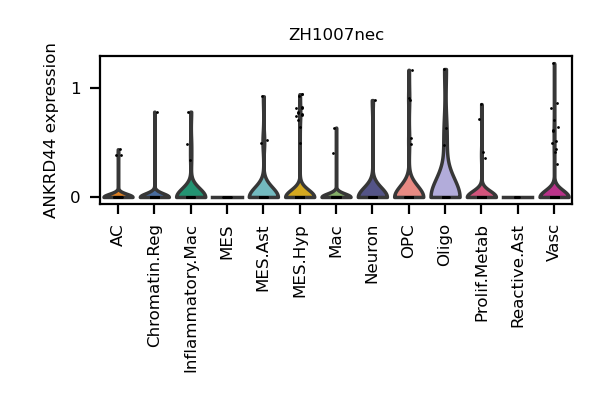 ZH1007nec
ANKRD44 expression
1
0
AC
Chromatin.Reg
Inflammatory.Mac
MES
MES.Ast
MES.Hyp
Mac
Neuron
OPC
Oligo
Prolif.Metab
Reactive.Ast
Vasc